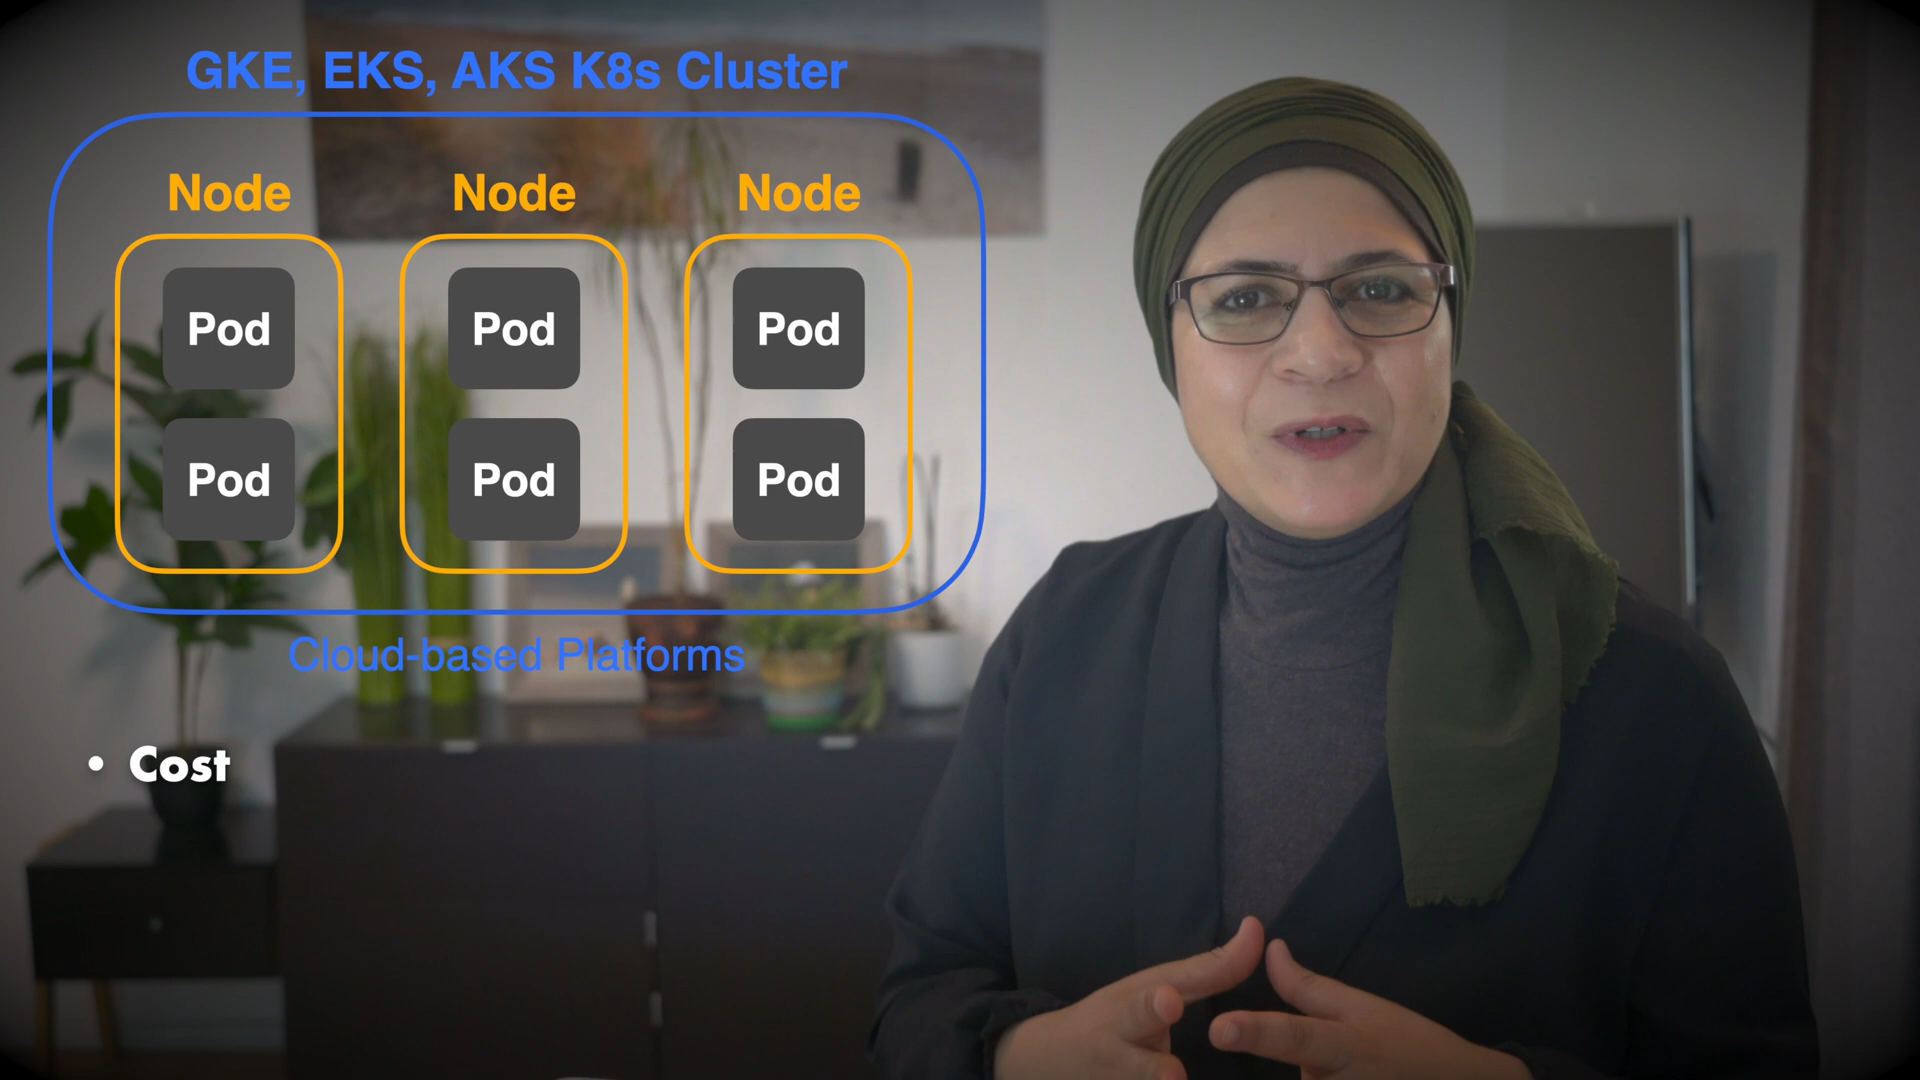 GKE, EKS, AKS K8s Cluster
Node Node Node
Pod Pod Pod
Pod Pod Pod
Cloud-based Platforms
• Cost